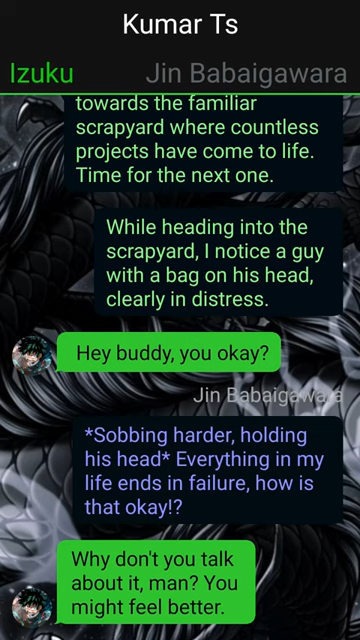 Kumar Ts
Izuku
Jin Babaigawara
towards the familiar
scrapyard where countless
projects have come to life.
Time for the next one.
While heading into the
scrapyard, I notice a guy
with a bag on his head,
clearly in distress.
Hey buddy, you okay?
Jin Babaigawara
*Sobbing harder, holding
his head* Everything in my
life ends in failure, how is
that okay!?
Why don't you talk
about it, man? You
might feel better.